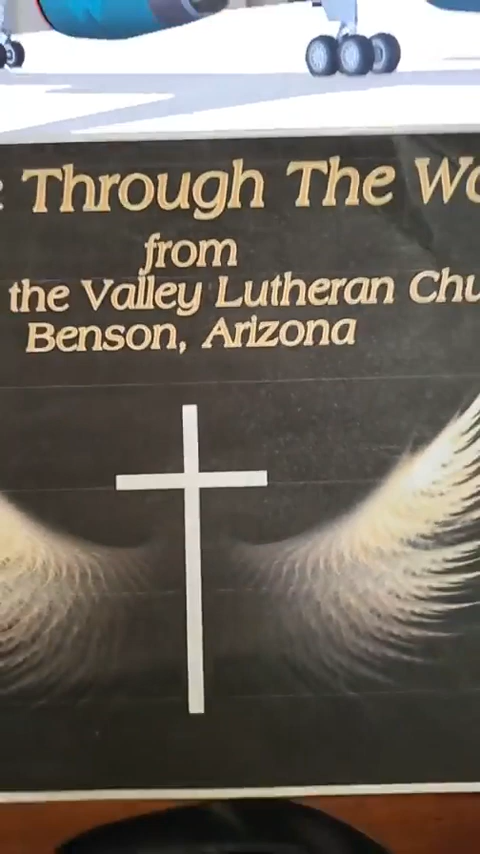 Through The
from
the Valley Lutheran
Benson, Arizona